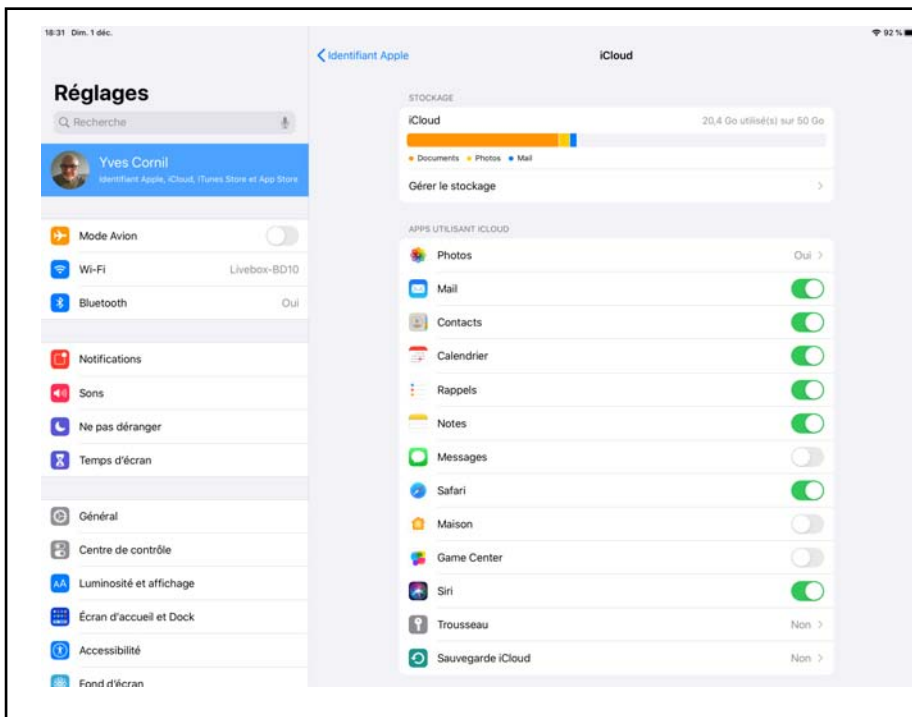 18:31 Dim. 1 déc.
92 %
Identifiant Apple
iCloud
Réglages
Recherche
Yves Cornil
Identifiant Apple, iCloud, iTunes Store et App Store
Mode Avion
Wi-Fi Livebox-BD10
Bluetooth Oui
Notifications
Sons
Ne pas déranger
Temps d'écran
Général
Centre de contrôle
AA Luminosité et affichage
Écran d'accueil et Dock
Accessibilité
Fond d'écran
STOCKAGE
iCloud 20,4 Go utilisé(s) sur 50 Go
Documents Photos Mail
Gérer le stockage
APPS UTILISANT ICLOUD
Photos Oui
Mail
Contacts
Calendrier
Rappels
Notes
Messages
Safari
Maison
Game Center
Siri
Trousseau Non
Sauvegarde iCloud Non